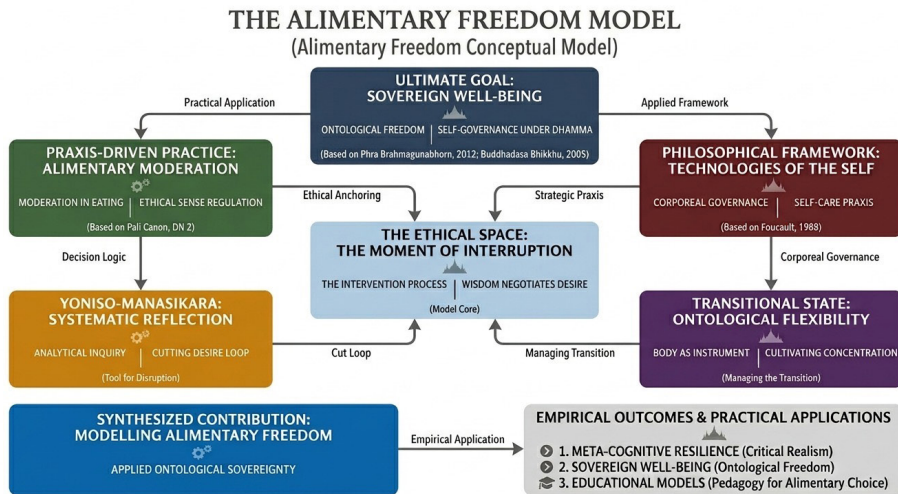 THE ALIMENTARY FREEDOM MODEL
(Alimentary Freedom Conceptual Model)
ULTIMATE GOAL:
SOVEREIGN WELL-BEING
ONTOLOGICAL FREEDOM
SELF-GOVERNANCE UNDER DHAMMA
(Based on Phra Brahmagunabhorn, 2012; Buddhadasa Bhikkhu, 2005)
Practical Application
Applied Framework
PRAXIS-DRIVEN PRACTICE:
ALIMENTARY MODERATION
MODERATION IN EATING
ETHICAL SENSE REGULATION
(Based on Pali Canon, DN 2)
Ethical Anchoring
Strategic Praxis
PHILOSOPHICAL FRAMEWORK:
TECHNOLOGIES OF THE SELF
CORPOREAL GOVERNANCE
SELF-CARE PRAXIS
(Based on Foucault, 1988)
THE ETHICAL SPACE:
THE MOMENT OF INTERRUPTION
THE INTERVENTION PROCESS
WISDOM NEGOTIATES DESIRE
(Model Core)
Decision Logic
Corporeal Governance
YONISO-MANASIKARA:
SYSTEMATIC REFLECTION
ANALYTICAL INQUIRY
CUTTING DESIRE LOOP
(Tool for Disruption)
Cut Loop
Managing Transition
TRANSITIONAL STATE:
ONTOLOGICAL FLEXIBILITY
BODY AS INSTRUMENT
CULTIVATING CONCENTRATION
(Managing the Transition)
SYNTHESIZED CONTRIBUTION:
MODELLING ALIMENTARY FREEDOM
APPLIED ONTOLOGICAL SOVEREIGNTY
Empirical Application
EMPIRICAL OUTCOMES & PRACTICAL APPLICATIONS
1. META-COGNITIVE RESILIENCE (Critical Realism)
2. SOVEREIGN WELL-BEING (Ontological Freedom)
3. EDUCATIONAL MODELS (Pedagogy for Alimentary Choice)